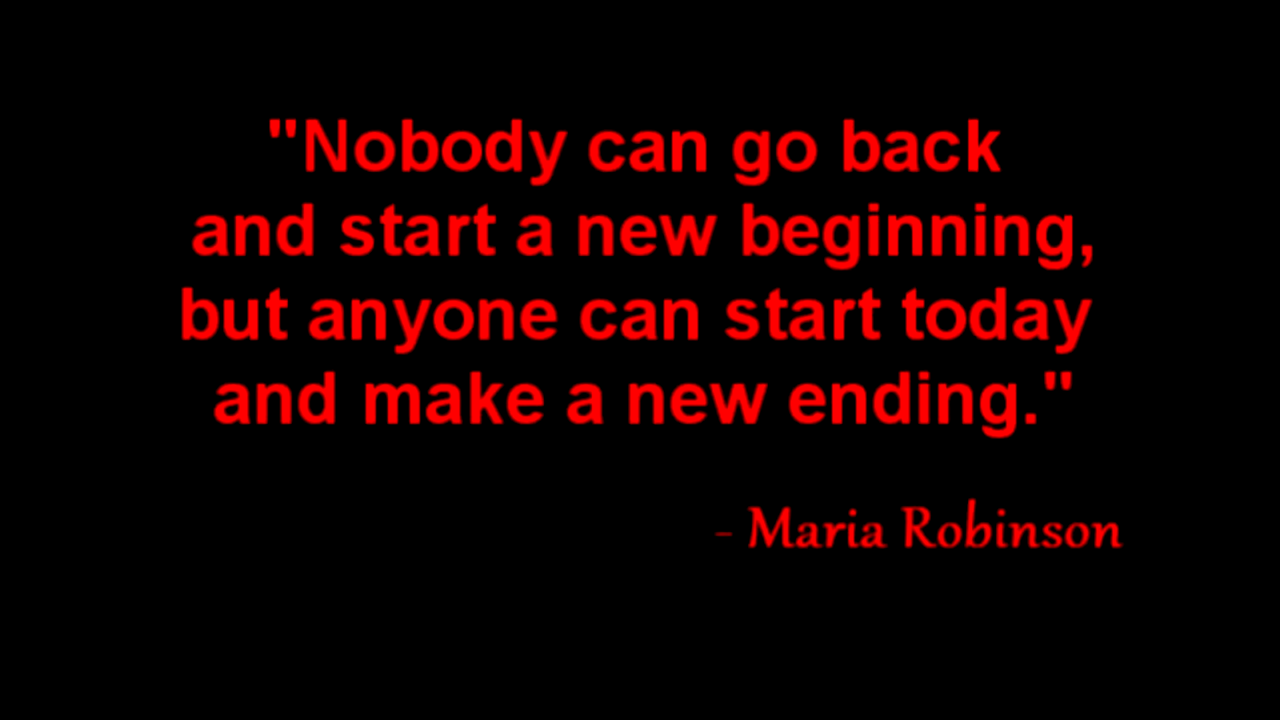 "Nobody can go back
and start a new beginning,
but anyone can start today
and make a new ending."
- Maria Robinson